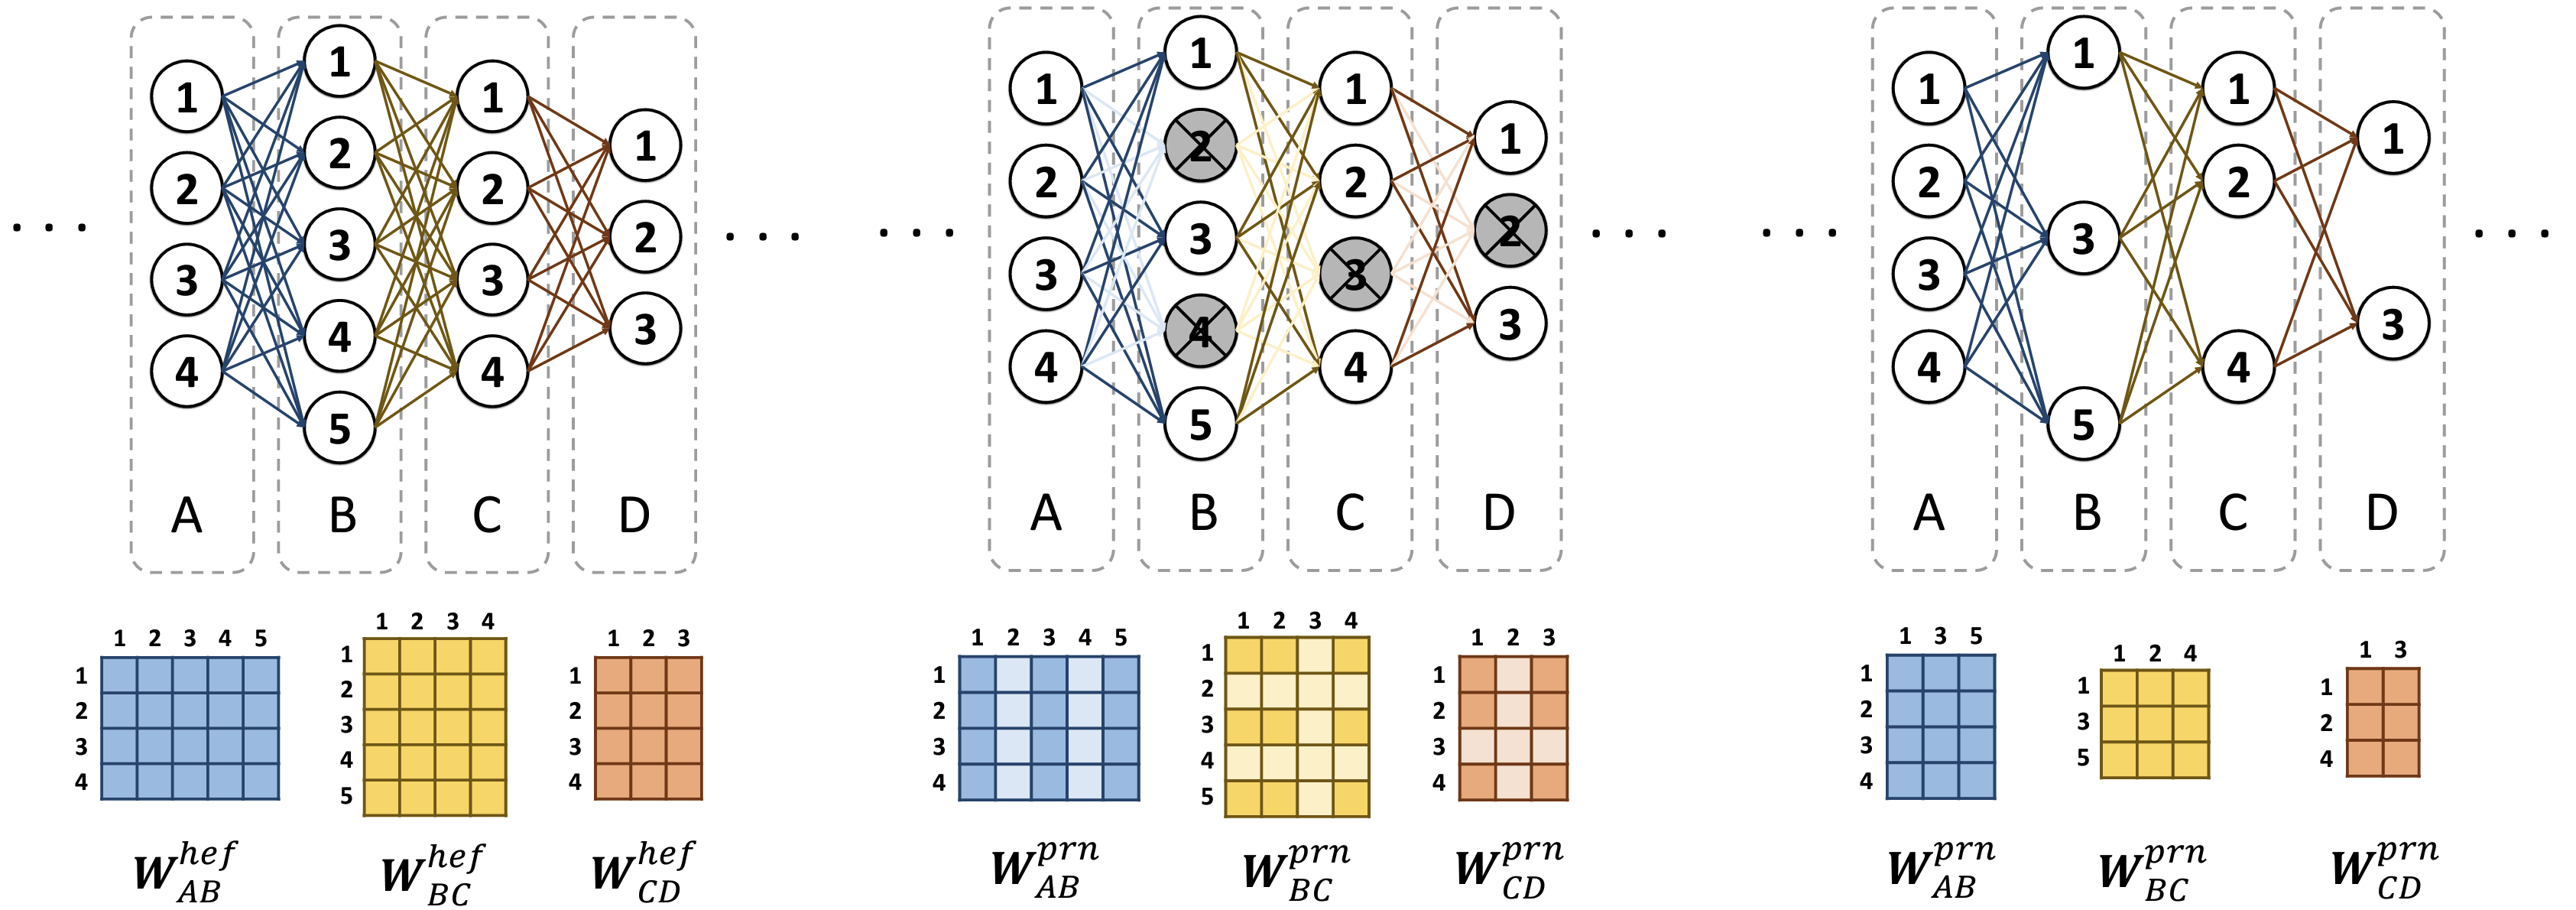 1 1 1 1
2 2 2 2
3 3 3 3
4 4 4
5
A B C D
. . . . . .
1 2 3 4 5
1
2
3
4
W_{AB}^{hef}
1 2 3 4
1
2
3
4
5
W_{BC}^{hef}
1 2 3
1
2
3
4
W_{CD}^{hef}
1 1 1 1
2 2 2 2
3 3 3 3
4 4 4
5
A B C D
. . . . . .
1 2 3 4 5
1
2
3
4
W_{AB}^{prn}
1 2 3 4
1
2
3
4
5
W_{BC}^{prn}
1 2 3
1
2
3
4
W_{CD}^{prn}
1 1 1 1
2 2
3 3 3
4 4
5
A B C D
. . . . . .
1 3 5
1
2
3
4
W_{AB}^{prn}
1 2 4
1
3
5
W_{BC}^{prn}
1 3
1
2
4
W_{CD}^{prn}